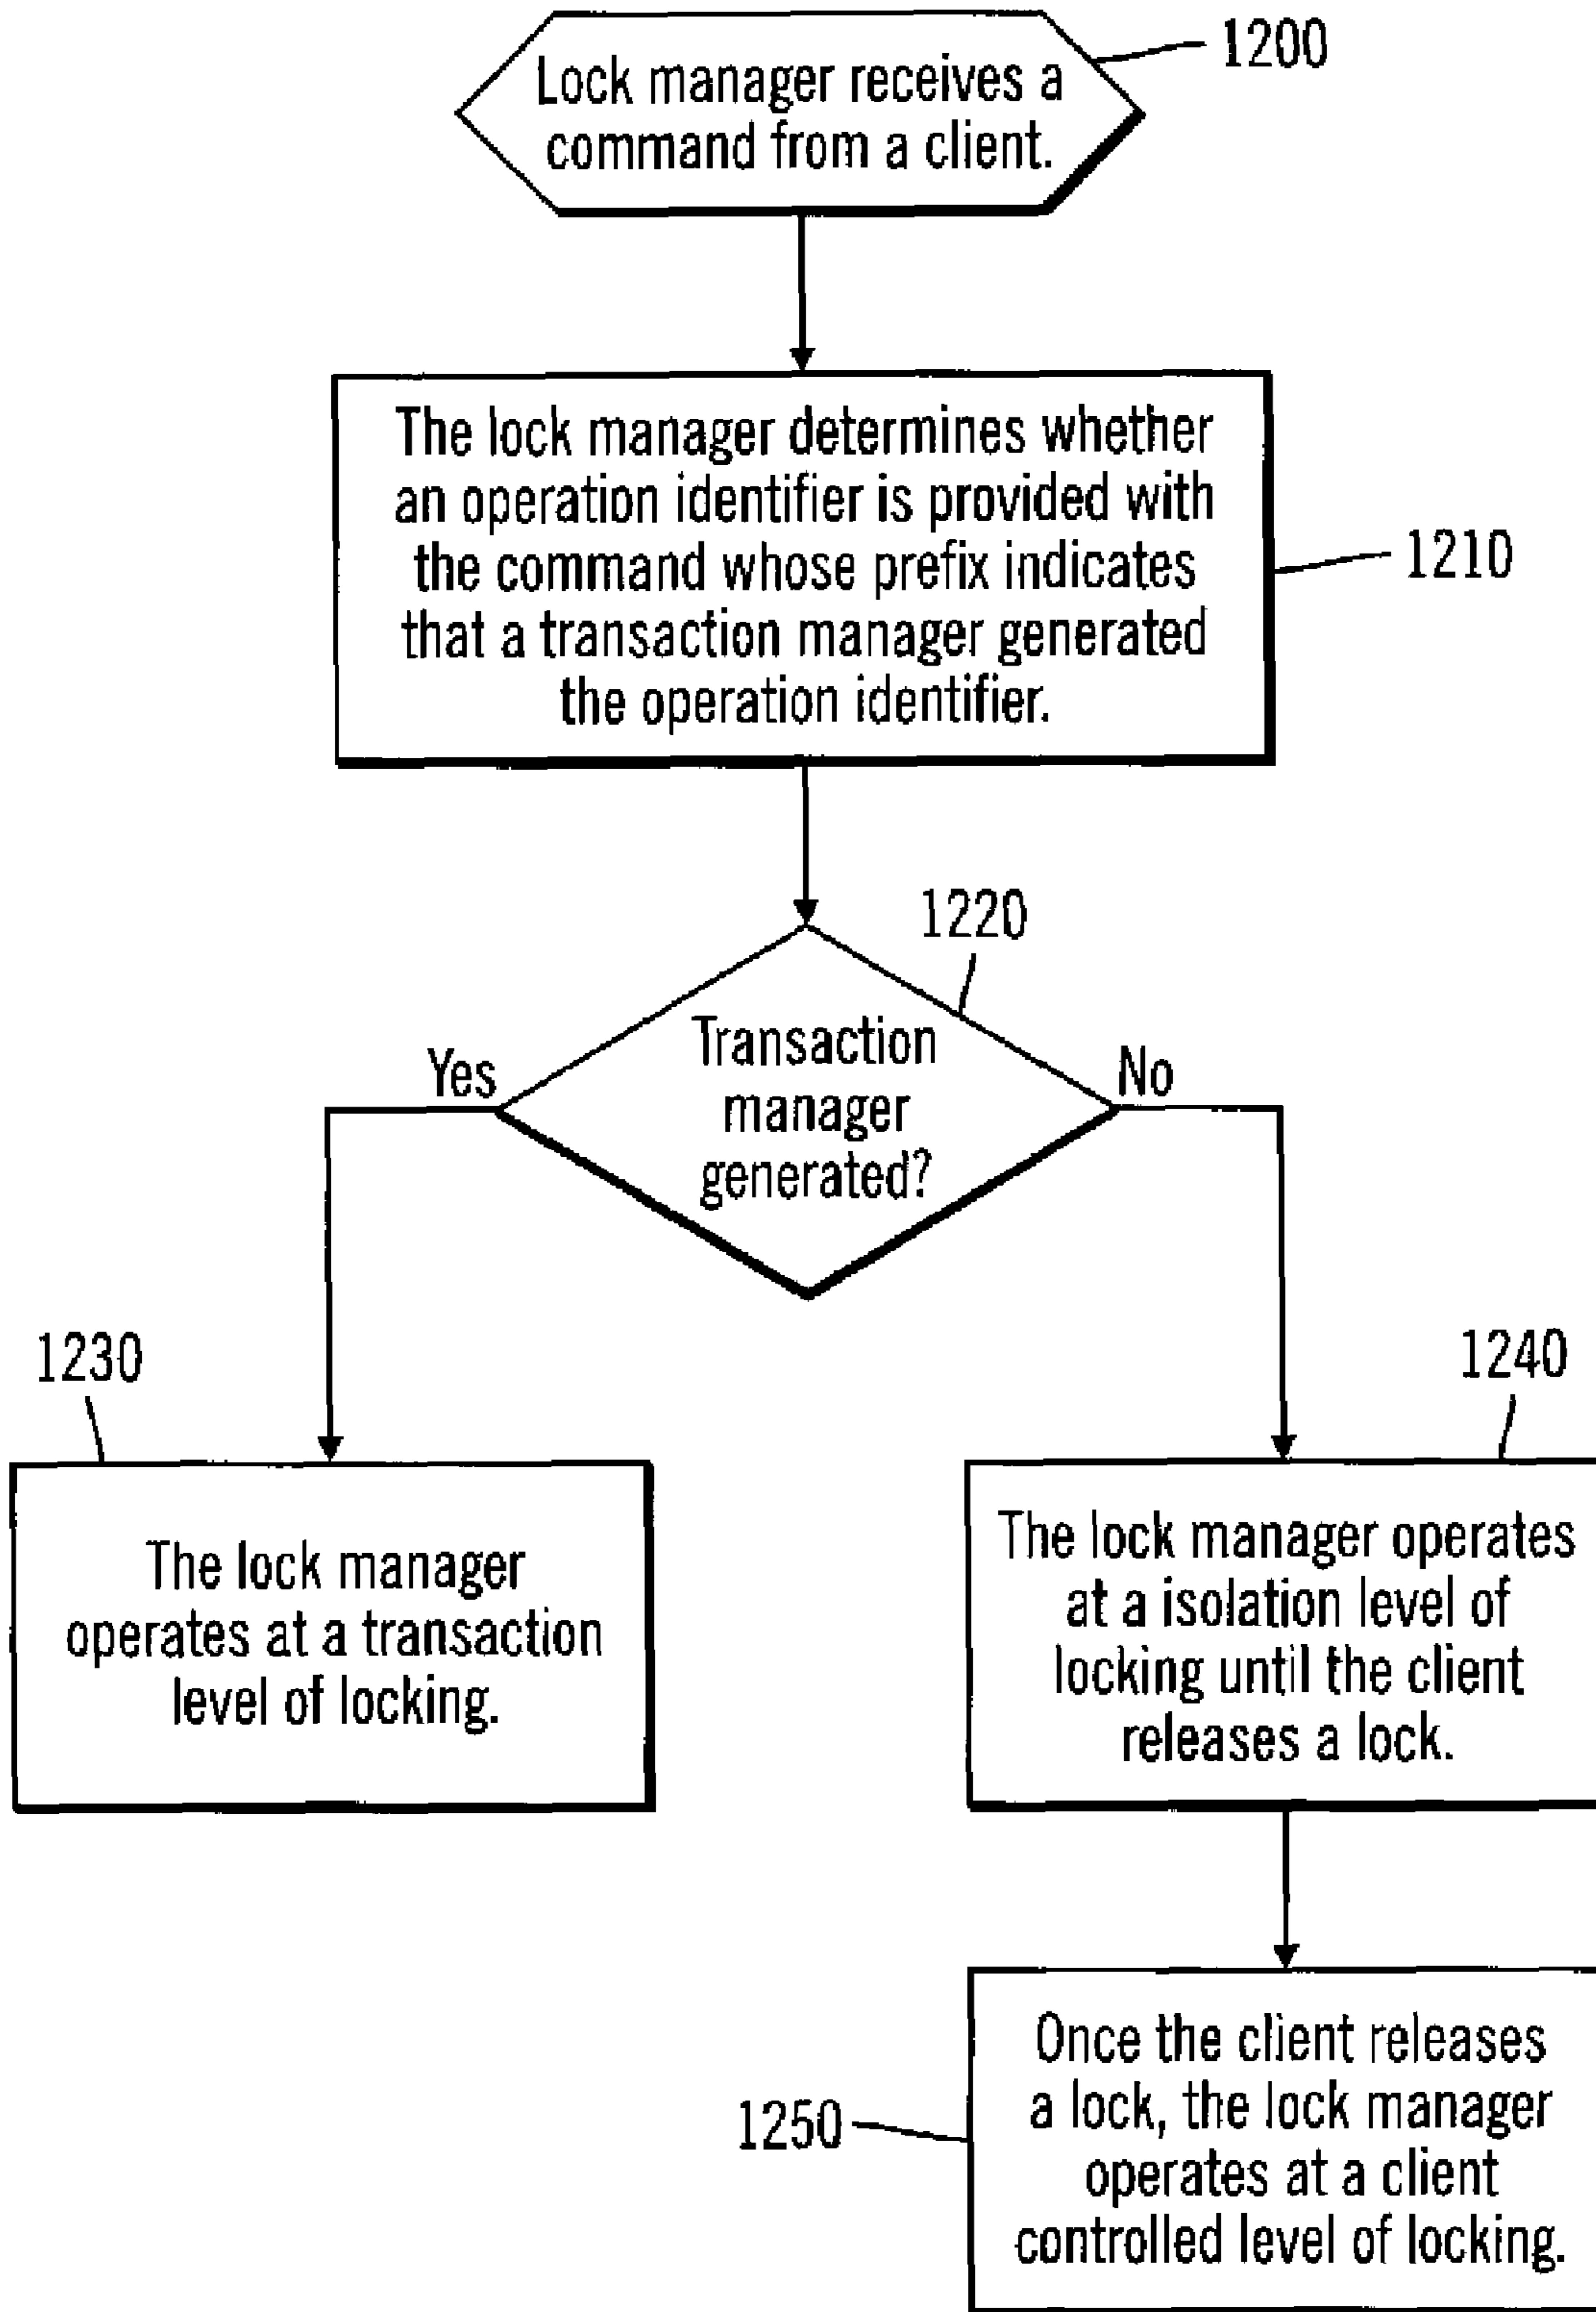 1200
Lock manager receives a
command from a client.
The lock manager determines whether
an operation identifier is provided with
the command whose prefix indicates
that a transaction manager generated
the operation identifier.
1210
1220
Transaction
manager
generated?
Yes
No
1230
The lock manager
operates at a transaction
level of locking.
1240
The lock manager operates
at a isolation level of
locking until the client
releases a lock.
1250
Once the client releases
a lock, the lock manager
operates at a client
controlled level of locking.